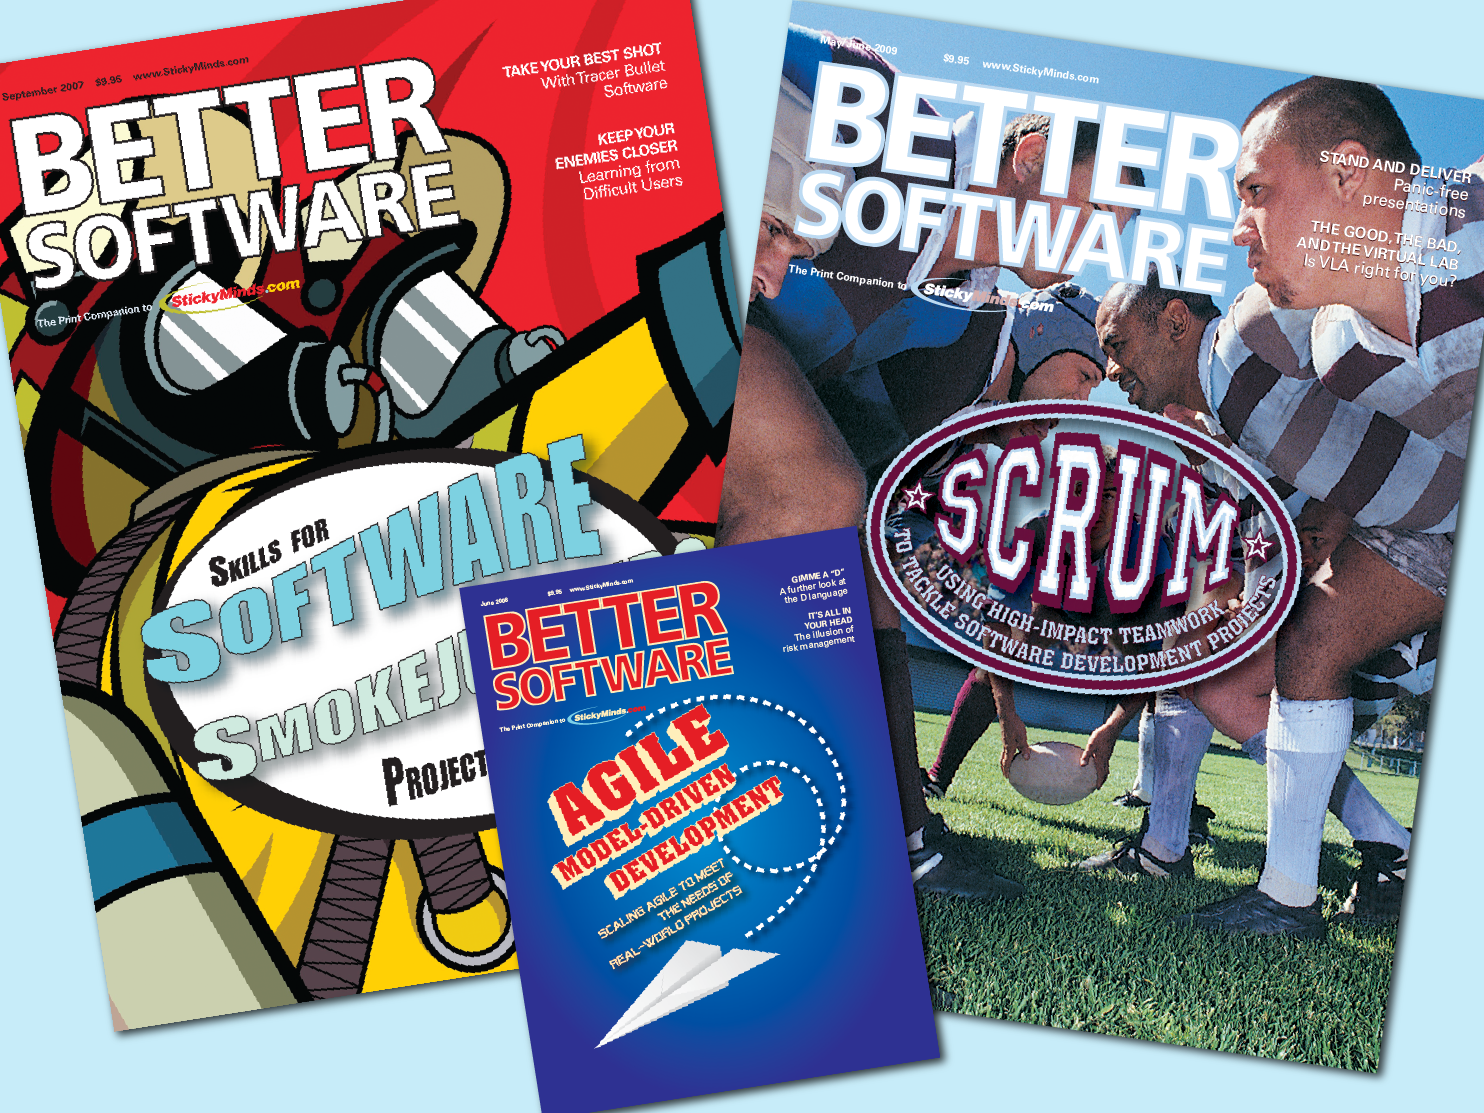 September 2007 $9.95 www.StickyMinds.com
BETTER
SOFTWARE
The Print Companion to StickyMinds.com
TAKE YOUR BEST SHOT
With Tracer Bullet
Software
KEEP YOUR
ENEMIES CLOSER
Learning from
Difficult Users
SKILLS FOR
SOFTWARE
PROJECT
June 2008 $9.95 www.StickyMinds.com
BETTER
SOFTWARE
The Print Companion to StickyMinds.com
GIMME A "D"
A further look at
the D language
IT'S ALL IN
YOUR HEAD
The illusion of
risk management
AGILE
MODEL-DRIVEN
DEVELOPMENT
SCALING AGILE TO MEET
THE NEEDS OF
REAL-WORLD PROJECTS
May/June 2009 $9.95 www.StickyMinds.com
BETTER
SOFTWARE
The Print Companion to StickyMinds.com
STAND AND DELIVER
Panic-free
presentations
THE GOOD, THE BAD,
AND THE VIRTUAL LAB
Is VLA right for you?
SCRUM
USING HIGH-IMPACT TEAMWORK
TO TACKLE SOFTWARE DEVELOPMENT PROJECTS